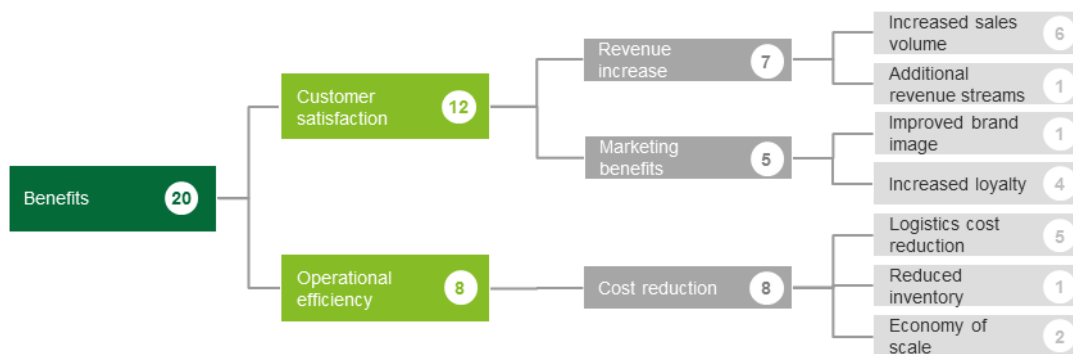 Benefits 20
Customer
satisfaction 12
Operational
efficiency 8
Revenue
increase 7
Marketing
benefits 5
Cost reduction 8
Increased sales
volume 6
Additional
revenue streams 1
Improved brand
image 1
Increased loyalty 4
Logistics cost
reduction 5
Reduced
inventory 1
Economy of
scale 2